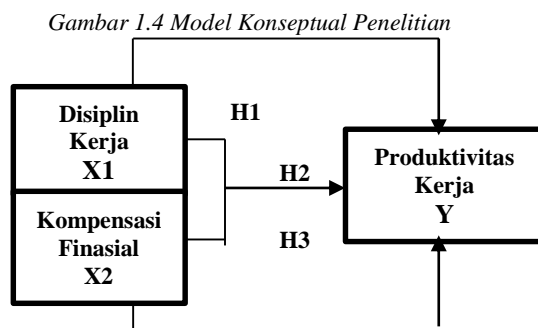 Gambar 1.4 Model Konseptual Penelitian
Disiplin
Kerja
X1
Kompensasi
Finasial
X2
H1
H2
H3
Produktivitas
Kerja
Y